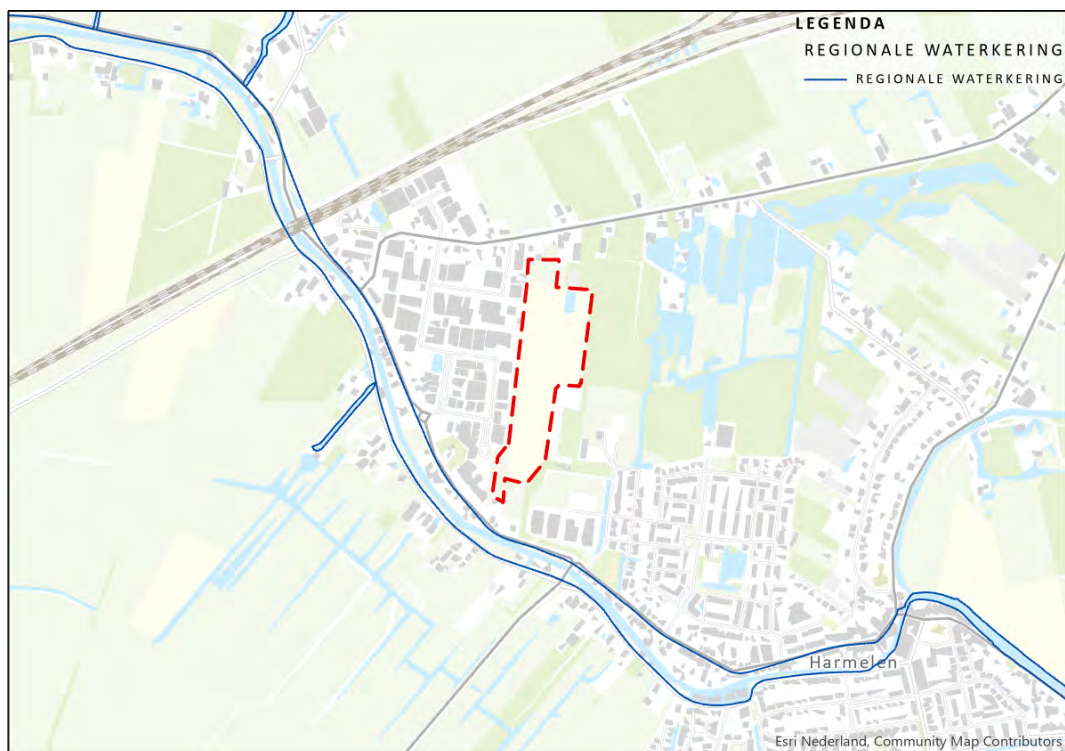 LEGENDA
REGIONALE WATERKERING
REGIONALE WATERKERING
Harmelen
Esri Nederland, Community Map Contributors